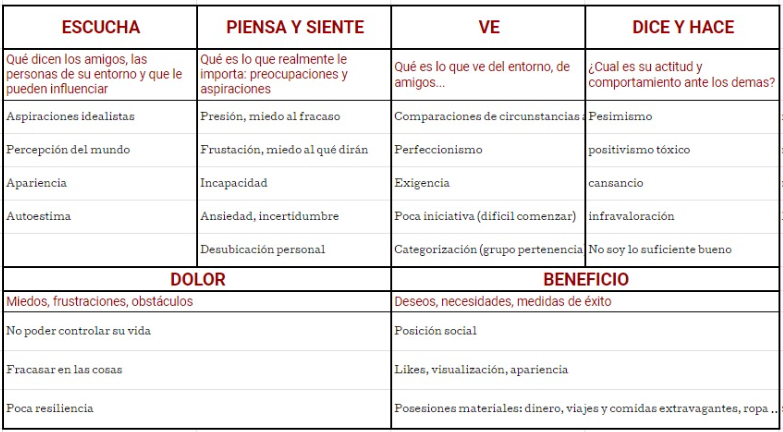 ESCUCHA
PIENSA Y SIENTE
VE
DICE Y HACE
Qué dicen los amigos, las
personas de su entorno y que le
pueden influenciar
Qué es lo que realmente le
importa: preocupaciones y
aspiraciones
Qué es lo que ve del entorno, de
amigos...
¿Cual es su actitud y
comportamiento ante los demas?
Aspiraciones idealistas
Presión, miedo al fracaso
Comparaciones de circunstancias
Pesimismo
Percepción del mundo
Frustación, miedo al qué dirán
Perfeccionismo
positivismo tóxico
Apariencia
Incapacidad
Exigencia
cansancio
Autoestima
Ansiedad, incertidumbre
Poca iniciativa (dificil comenzar)
infravaloración
Desubicación personal
Categorización (grupo pertenencia
No soy lo suficiente bueno
DOLOR
BENEFICIO
Miedos, frustraciones, obstáculos
Deseos, necesidades, medidas de éxito
No poder controlar su vida
Posición social
Fracasar en las cosas
Likes, visualización, apariencia
Poca resiliencia
Posesiones materiales: dinero, viajes y comidas extravagantes, ropa ..